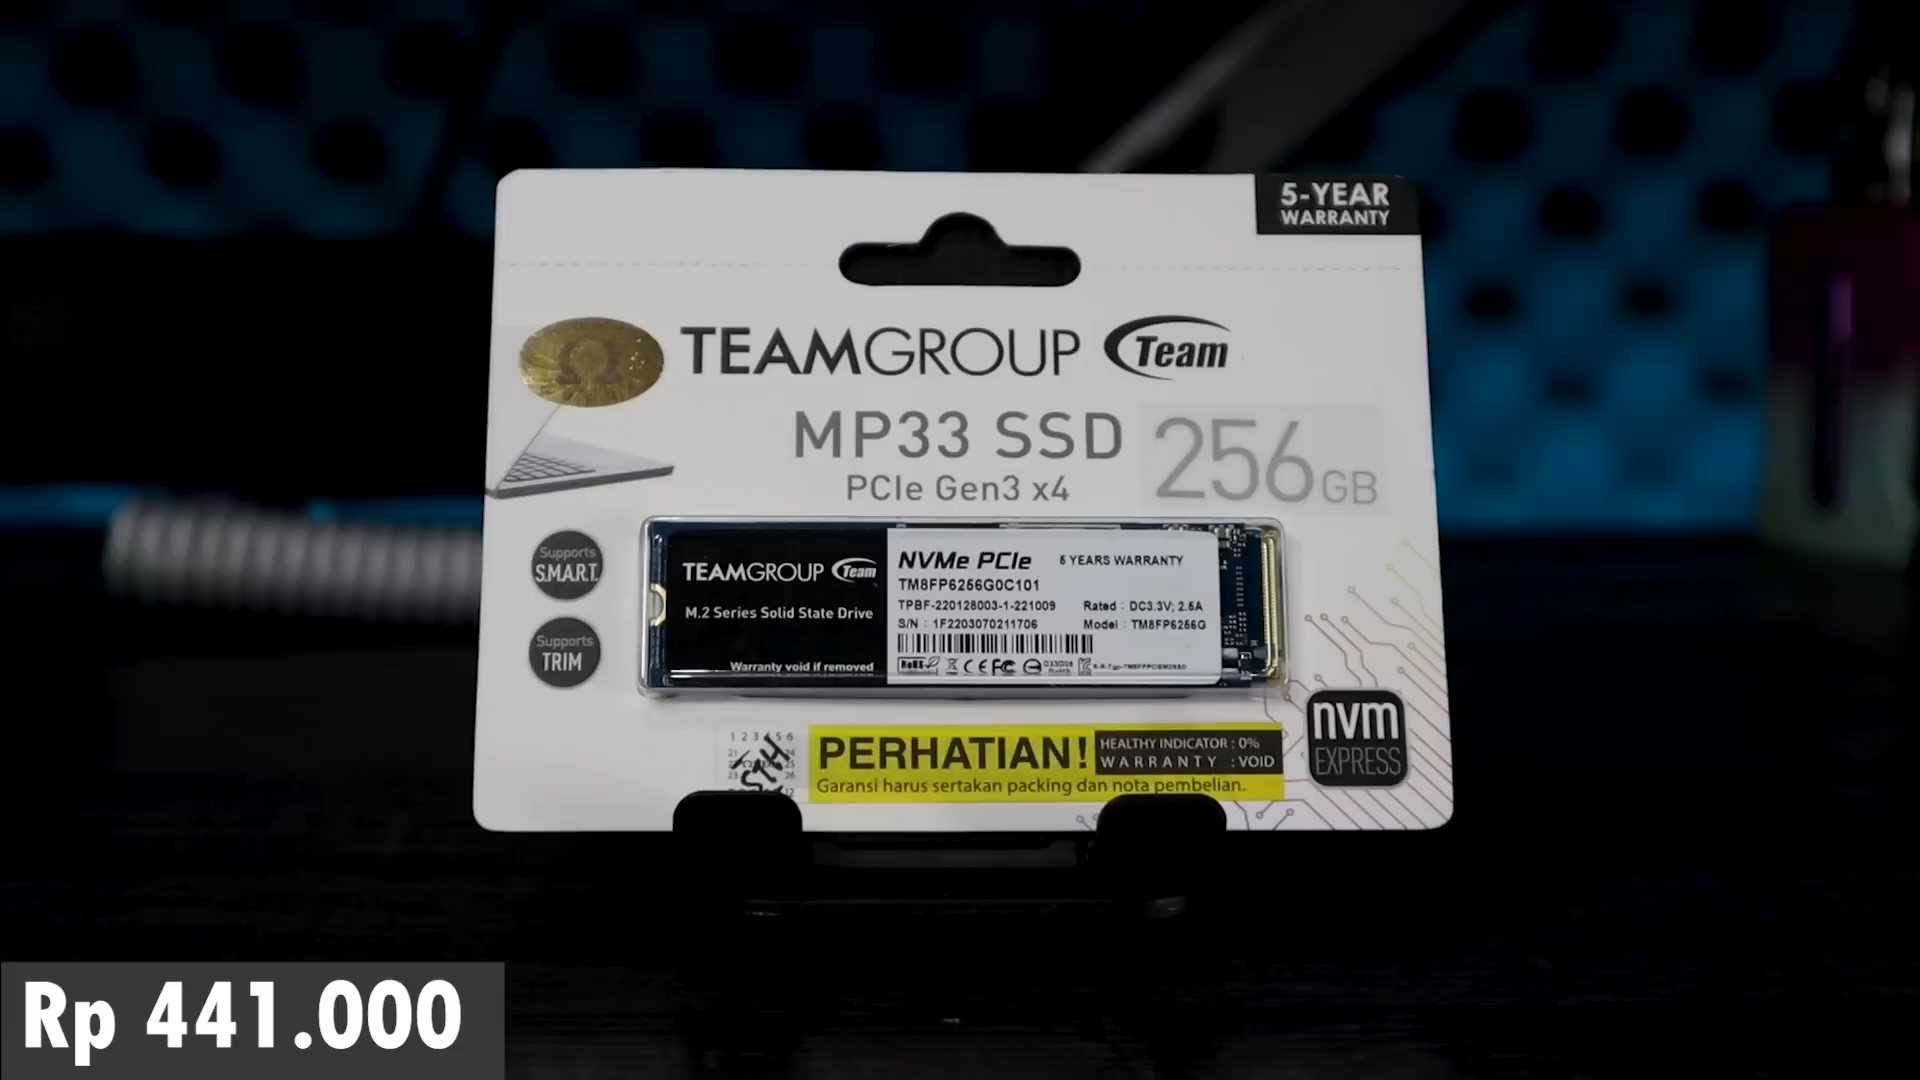 5-YEAR
WARRANTY
TEAMGROUP Team
MP33 SSD 256GB
PCIe Gen3 x4
Supports
S.M.A.R.T.
Supports
TRIM
TEAMGROUP Team
M.2 Series Solid State Drive
Warranty void if removed
NVMe PCIe 5 YEARS WARRANTY
TM8FP6256G0C101
TPBF-220128003-1-221009 Rated : DC3.3V; 2.5A
S/N : 1F2203070211706 Model : TM8FP6256G
RoHS
PERHATIAN!
HEALTHY INDICATOR : 0%
WARRANTY : VOID
Garansi harus sertakan packing dan nota pembelian.
nvm
EXPRESS
Rp 441.000